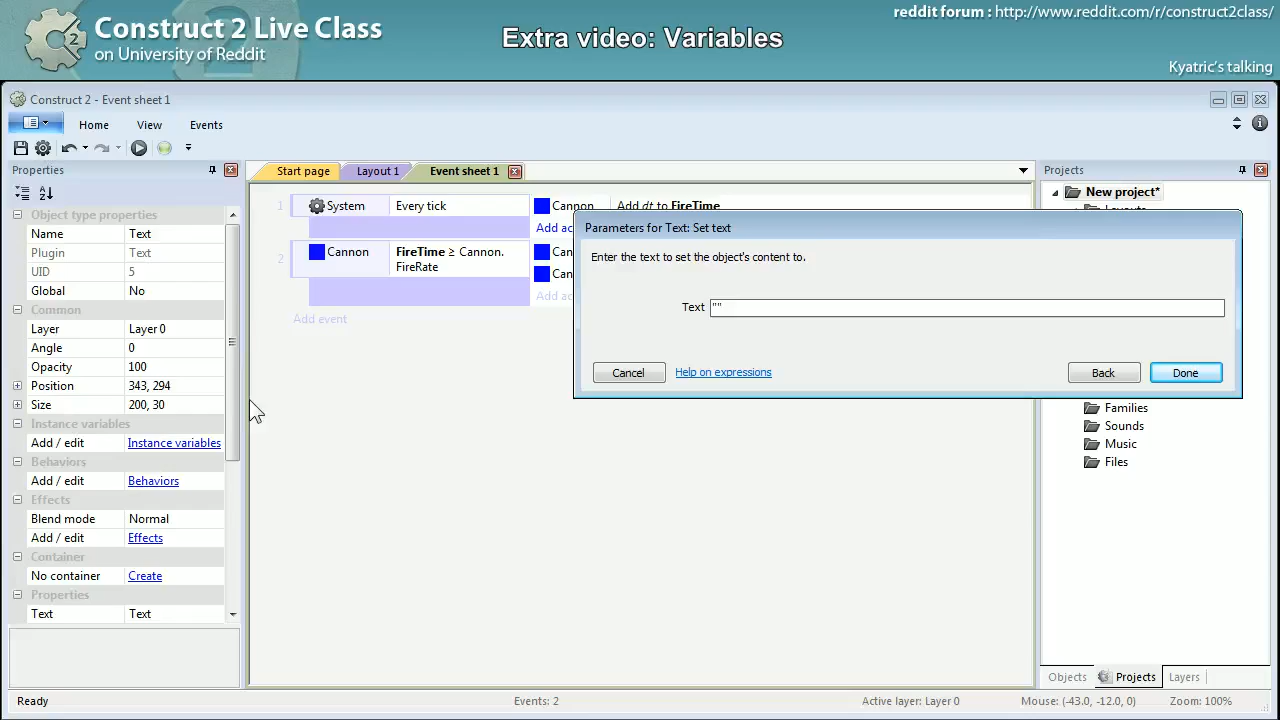 Construct 2 Live Class
on University of Reddit
Extra video: Variables
reddit forum : http://www.reddit.com/r/construct2class/
Kyatric's talking
Construct 2 - Event sheet 1
Home View Events
Properties
Start page Layout 1 Event sheet 1
Projects
Object type properties
Name Text
Plugin Text
UID 5
Global No
Common
Layer Layer 0
Angle 0
Opacity 100
Position 343, 294
Size 200, 30
Instance variables
Add / edit Instance variables
Behaviors
Add / edit Behaviors
Effects
Blend mode Normal
Add / edit Effects
Container
No container Create
Properties
Text Text
1 System Every tick Cannon Add dt to FireTime
Add ac
2 Cannon FireTime ≥ Cannon.
FireRate
Can
Can
Add ac
Add event
Parameters for Text: Set text
Enter the text to set the object's content to.
Text ""
Cancel Help on expressions Back Done
New project*
Families
Sounds
Music
Files
Objects Projects Layers
Ready Events: 2 Active layer: Layer 0 Mouse: (-43.0, -12.0, 0) Zoom: 100%